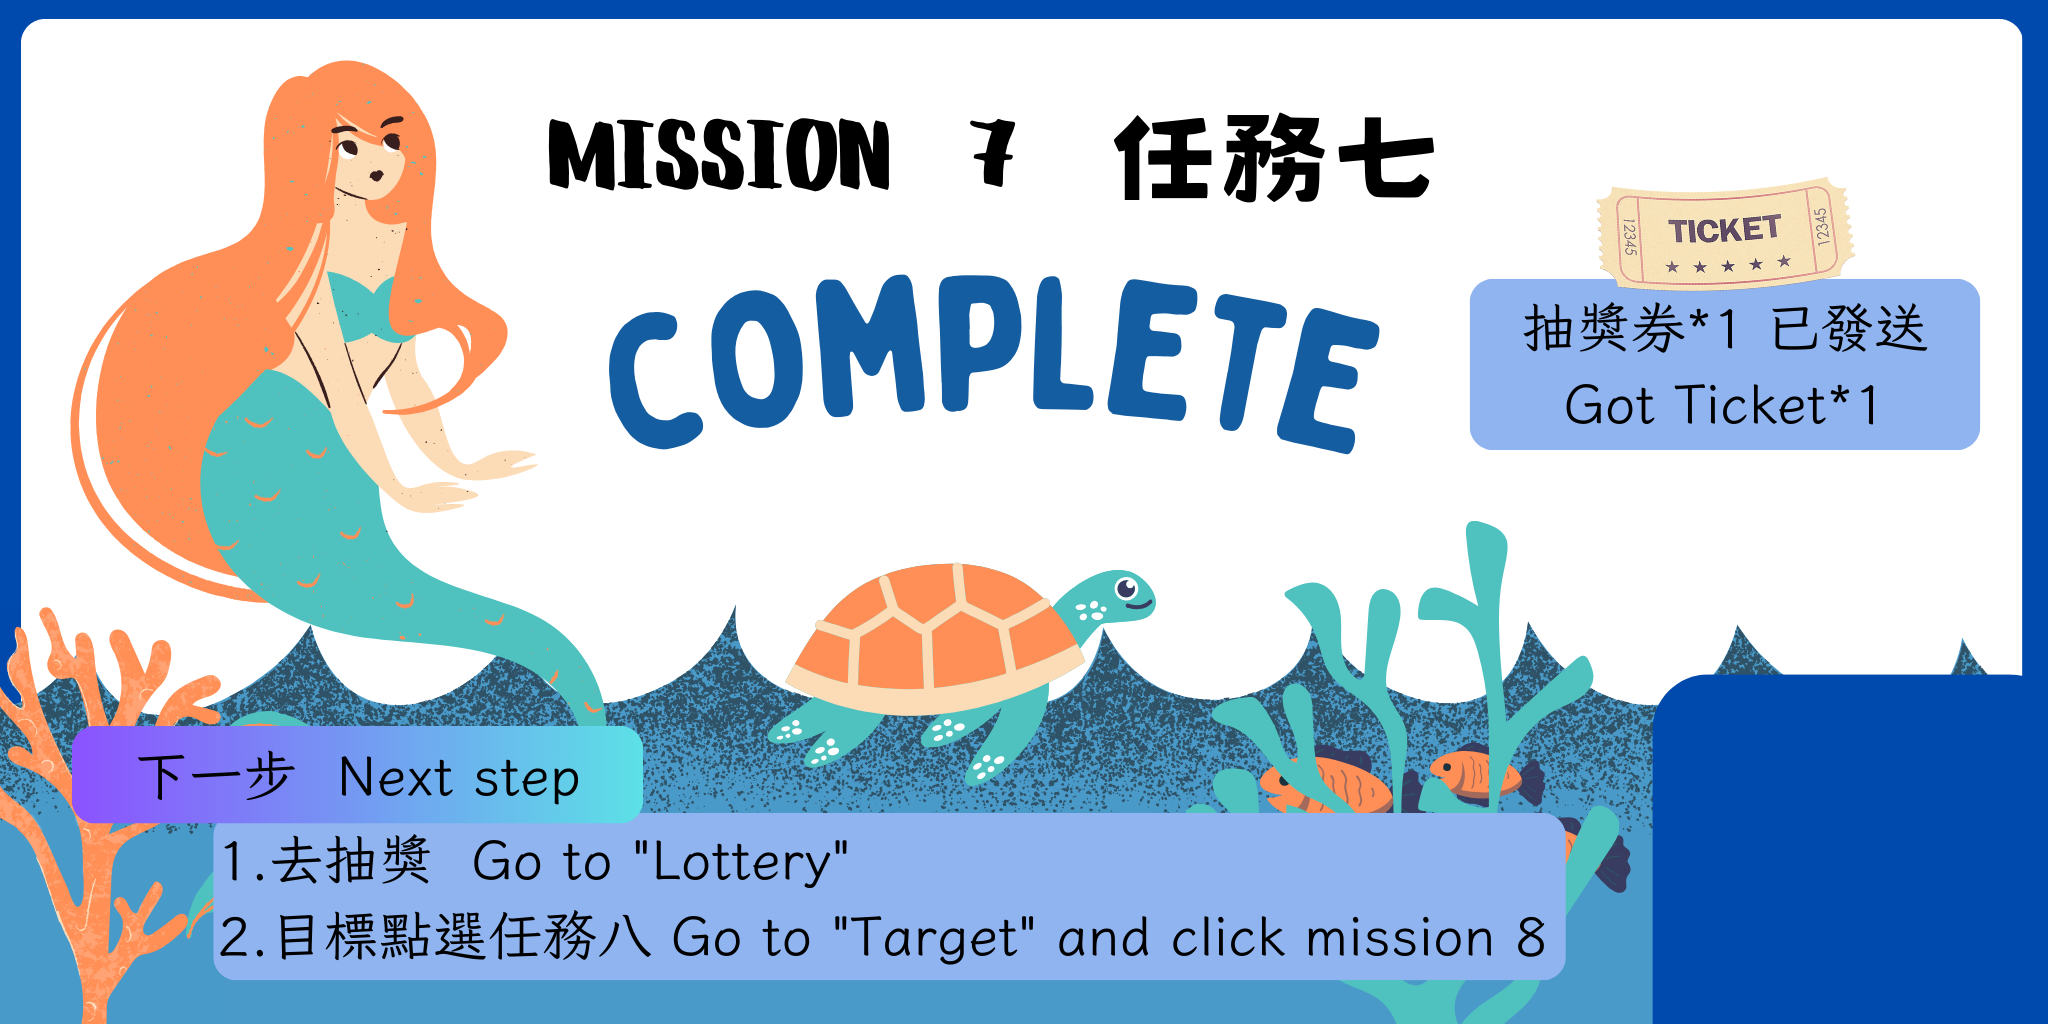 MISSION 7 任務七
COMPLETE
12345 TICKET 12345
抽獎券*1 已發送
Got Ticket*1
下一步 Next step
1.去抽獎 Go to "Lottery"
2.目標點選任務八 Go to "Target" and click mission 8